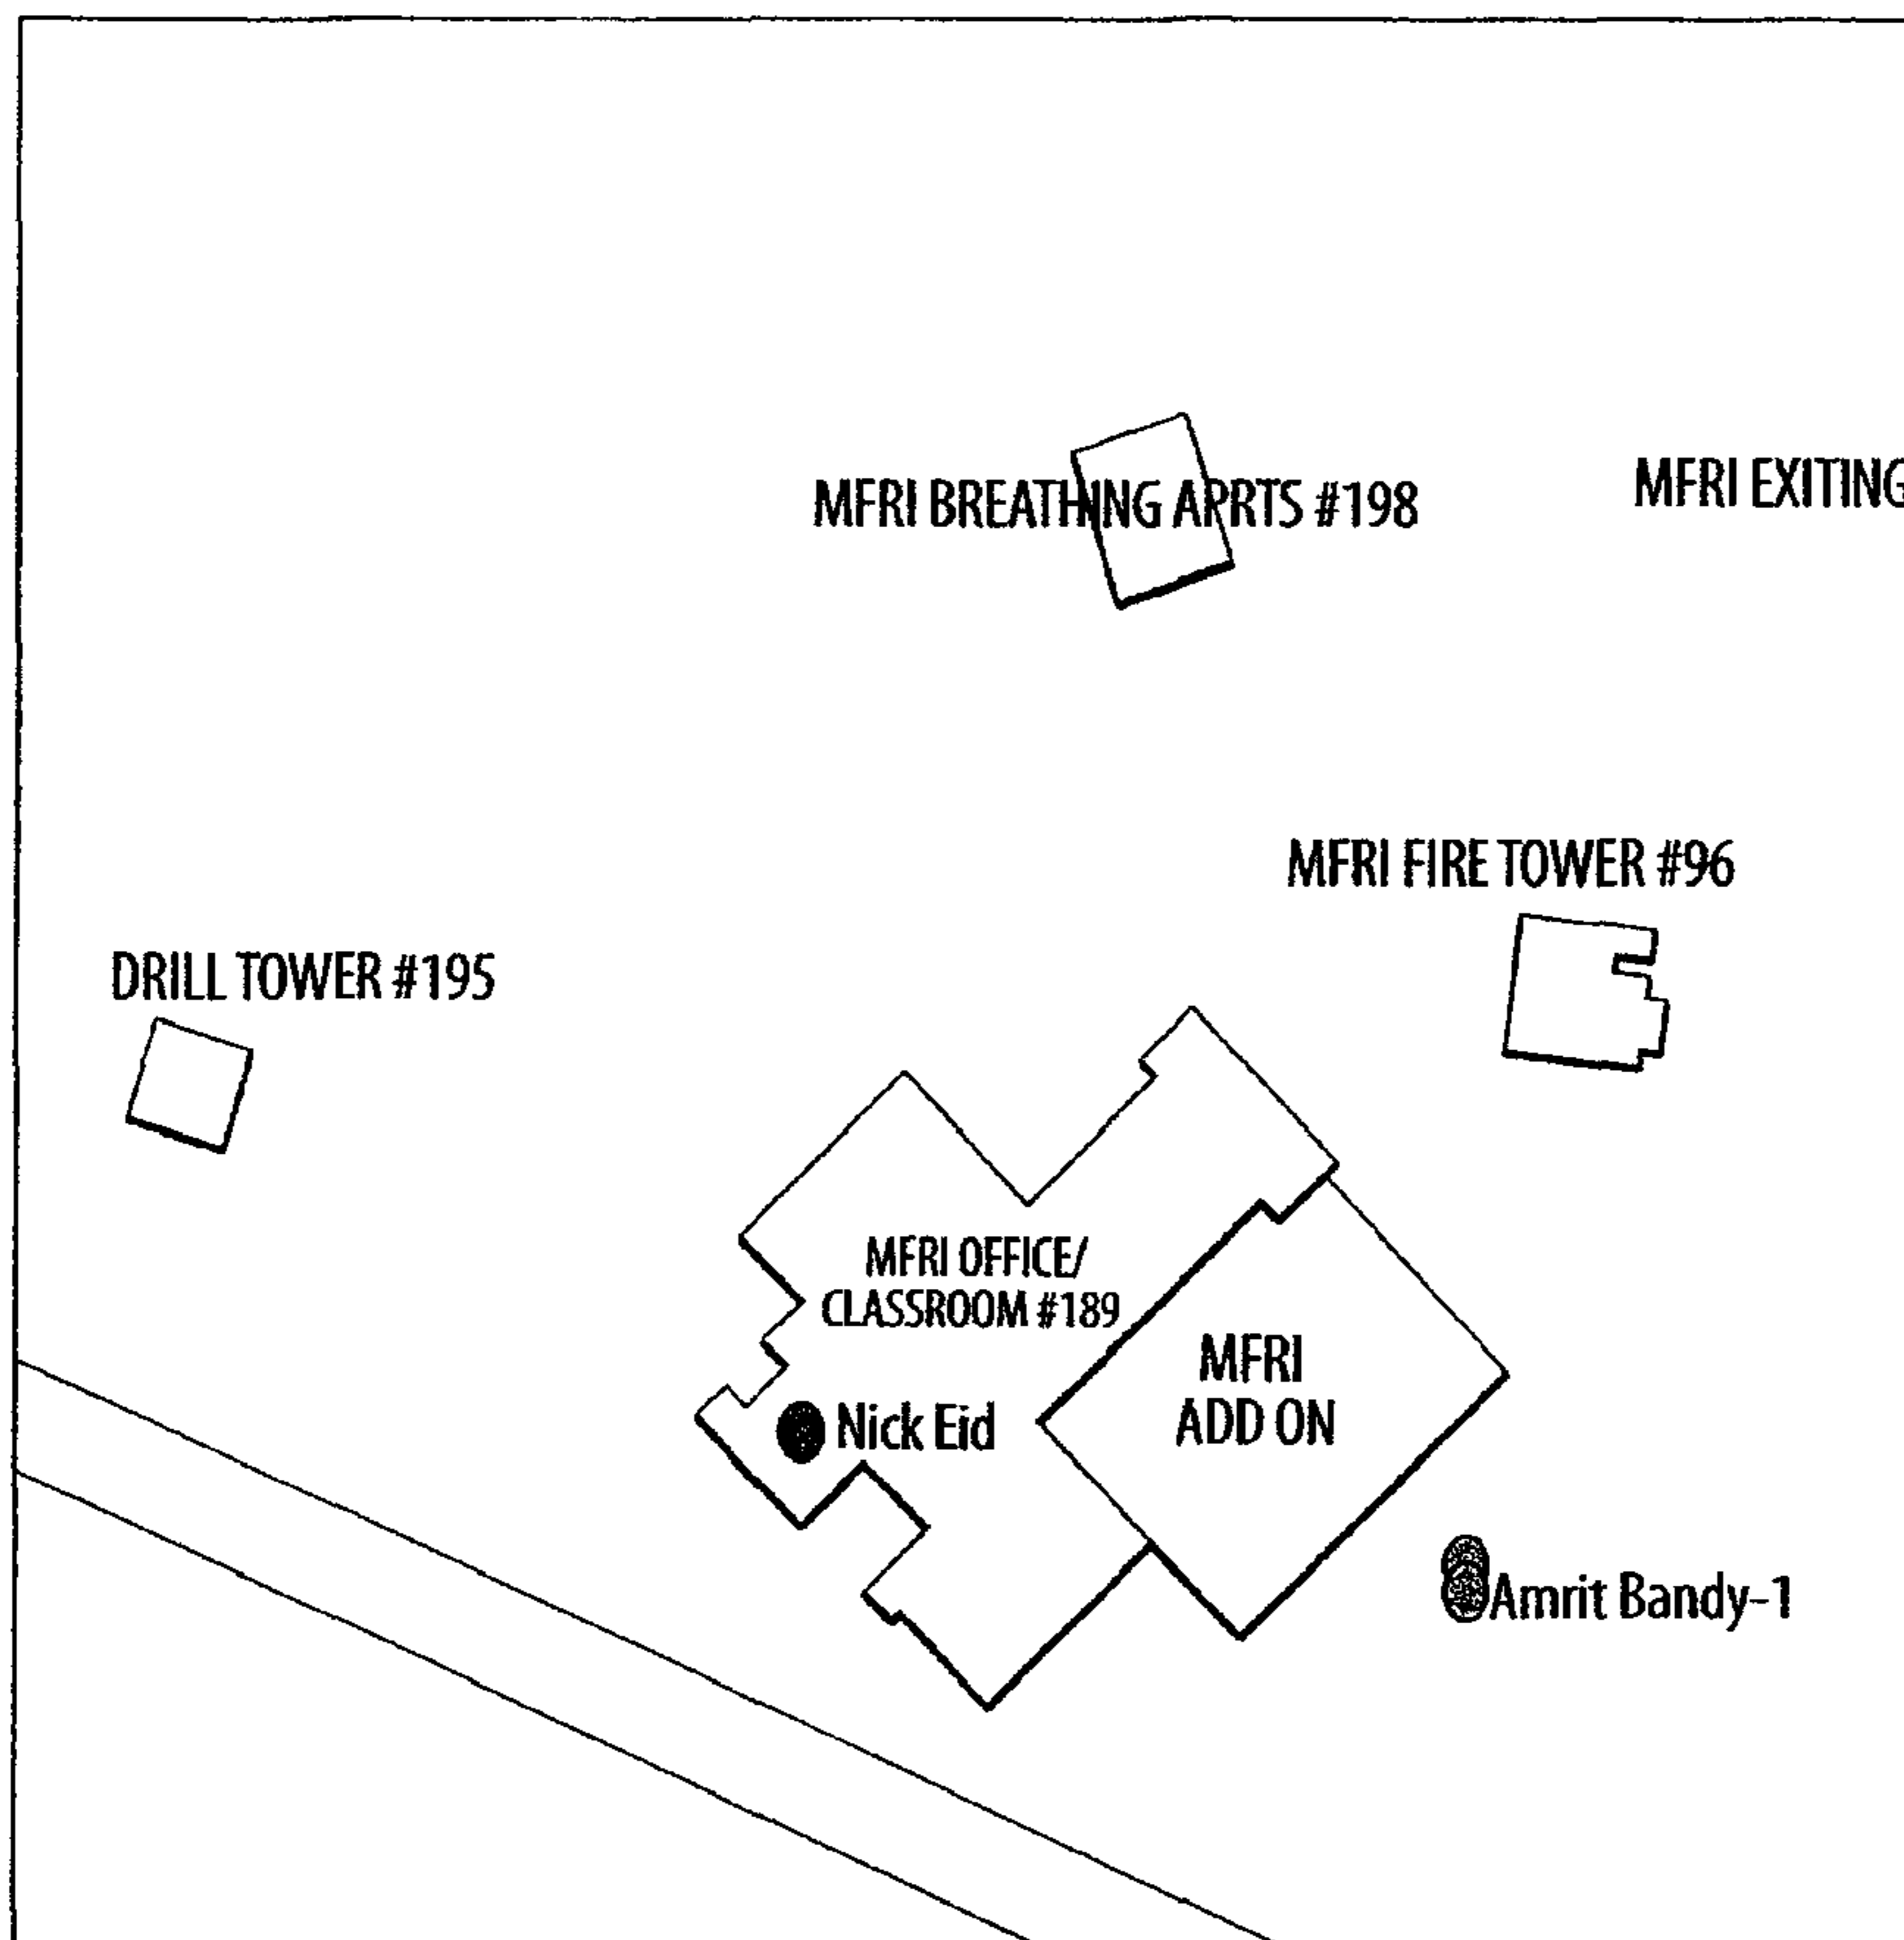 MFRI BREATHING APRTS #198
MFRI EXITING
MFRI FIRE TOWER #96
DRILL TOWER #195
MFRI OFFICE/
CLASSROOM #189
MFRI
ADD ON
Nick Eid
Amrit Bandy-1